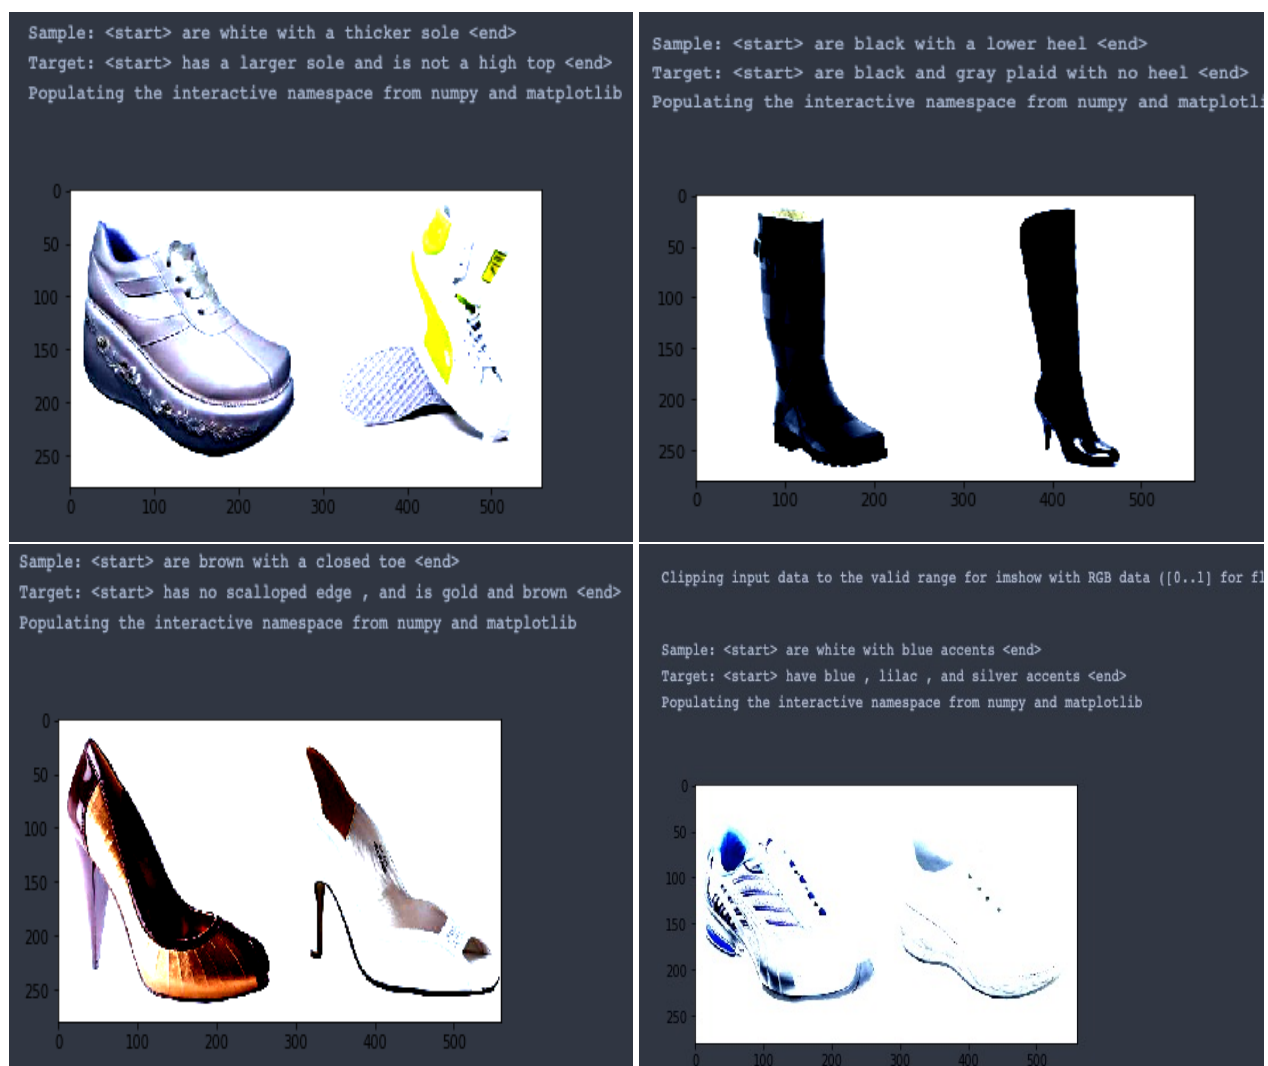 Sample: <start> are white with a thicker sole <end>
Target: <start> has a larger sole and is not a high top <end>
Populating the interactive namespace from numpy and matplotlib
0
50
100
150
200
250
0 100 200 300 400 500
Sample: <start> are black with a lower heel <end>
Target: <start> are black and gray plaid with no heel <end>
Populating the interactive namespace from numpy and
0
50
100
150
200
250
0 100 200 300 400 500
Sample: <start> are brown with a closed toe <end>
Target: <start> has no scalloped edge , and is gold and brown <end>
Populating the interactive namespace from numpy and matplotlib
0
50
100
150
200
250
0 100 200 300 400 500
Clipping input data to the valid range for imshow with RGB data ([0..1] for
Sample: <start> are white with blue accents <end>
Target: <start> have blue , lilac , and silver accents <end>
Populating the interactive namespace from numpy and matplotlib
0
50
100
150
200
250
0 100 200 300 400 500